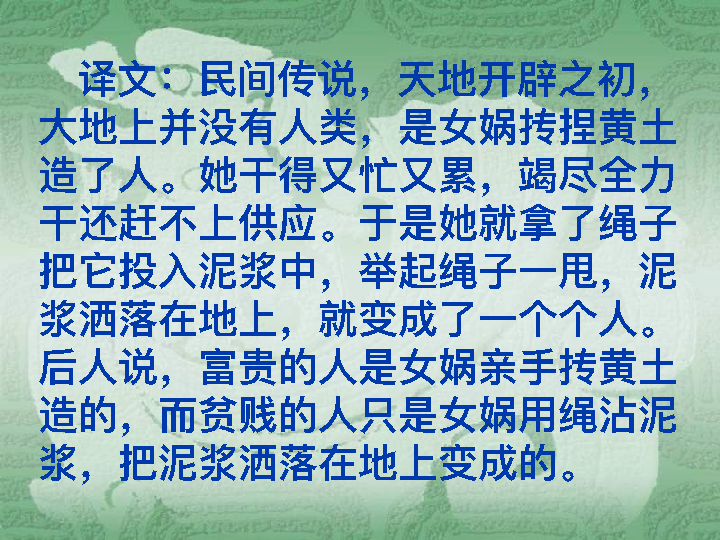 译文：民间传说，天地开辟之初，
大地上并没有人类，是女娲抟捏黄土
造了人。她干得又忙又累，竭尽全力
干还赶不上供应。于是她就拿了绳子
把它投入泥浆中，举起绳子一甩，泥
浆洒落在地上，就变成了一个个人。
后人说，富贵的人是女娲亲手抟黄土
造的，而贫贱的人只是女娲用绳沾泥
浆，把泥浆洒落在地上变成的。